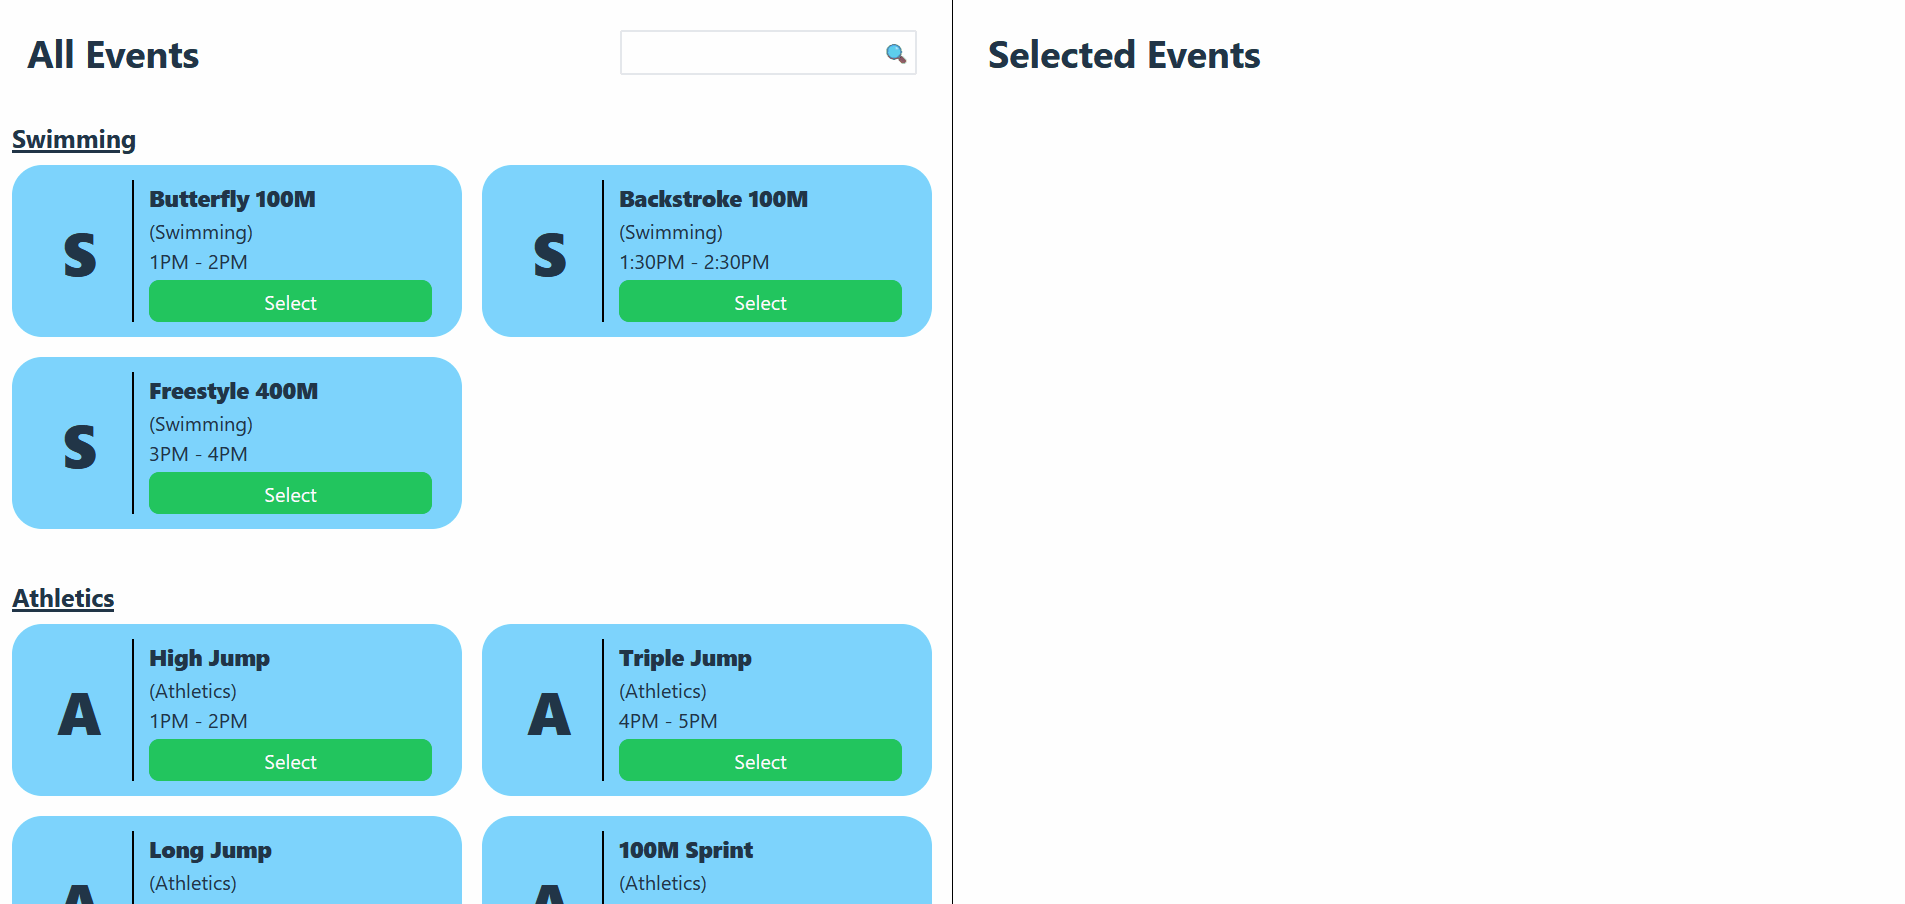 All Events
Selected Events
Swimming
S
Butterfly 100M
(Swimming)
1PM - 2PM
Select
S
Backstroke 100M
(Swimming)
1:30PM - 2:30PM
Select
S
Freestyle 400M
(Swimming)
3PM - 4PM
Select
Athletics
A
High Jump
(Athletics)
1PM - 2PM
Select
A
Triple Jump
(Athletics)
4PM - 5PM
Select
A
Long Jump
(Athletics)
A
100M Sprint
(Athletics)